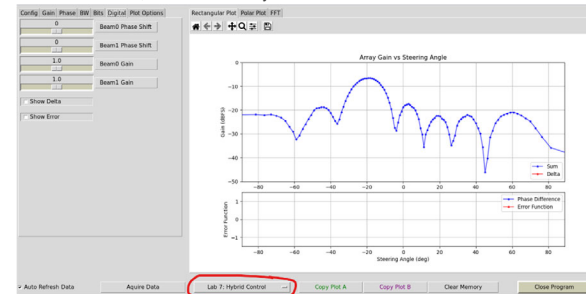 Config Gain Phase BW Bits Digital Plot Options
0
Beam0 Phase Shift
0
Beam1 Phase Shift
1.0
Beam0 Gain
1.0
Beam1 Gain
Show Delta
Show Error
Rectangular Plot Polar Plot FFT
Array Gain vs Steering Angle
Gain (dBFS)
0
−10
−20
−30
−40
−50
−80 −60 −40 −20 0 20 40 60 80
Sum
Delta
Error Function
1
0
−1
Phase Difference
Error Function
−80 −60 −40 −20 0 20 40 60 80
Steering Angle (deg)
Auto Refresh Data
Aquire Data
Lab 7: Hybrid Control
Copy Plot A
Copy Plot B
Clear Memory
Close Program